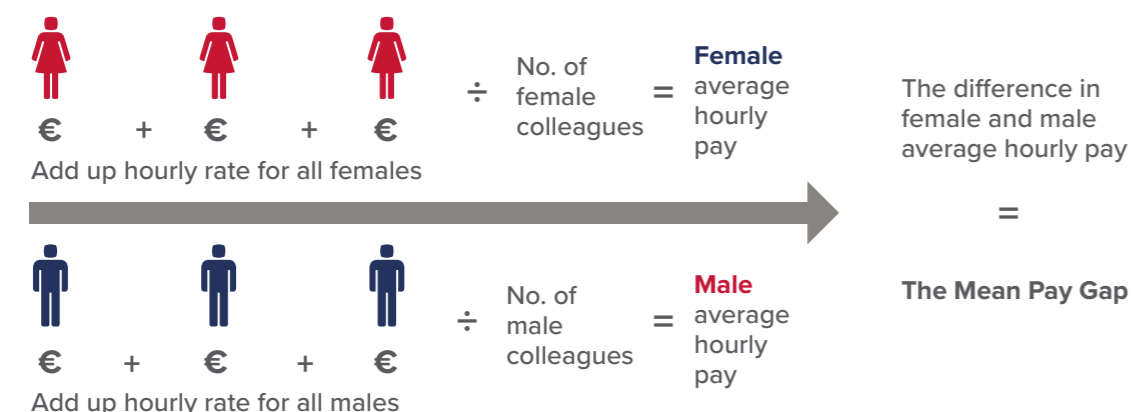 € + € + €
Add up hourly rate for all females
÷
No. of
female
colleagues
=
Female
average
hourly
pay
€ + € + €
Add up hourly rate for all males
÷
No. of
male
colleagues
=
Male
average
hourly
pay
The difference in
female and male
average hourly pay
=
The Mean Pay Gap